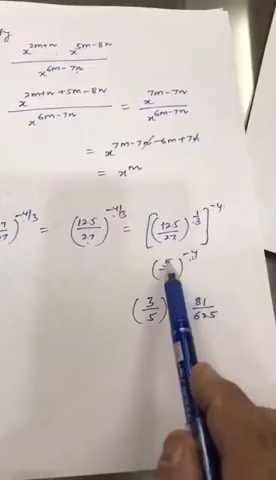 x^{2m+n} . x^{5m-8n}
x^{6m-7n}
x^{2m+n+5m-8n} / x^{6m-7n} = x^{7m-7n} / x^{6m-7n}
= x^{7m-7n-6m+7n}
= x^m
)^{-4/3} = (125/27)^{-4/3} = [(125/27)^{1/3}]^{-4}
(5/ )^{-4}
(3/5) 81/625